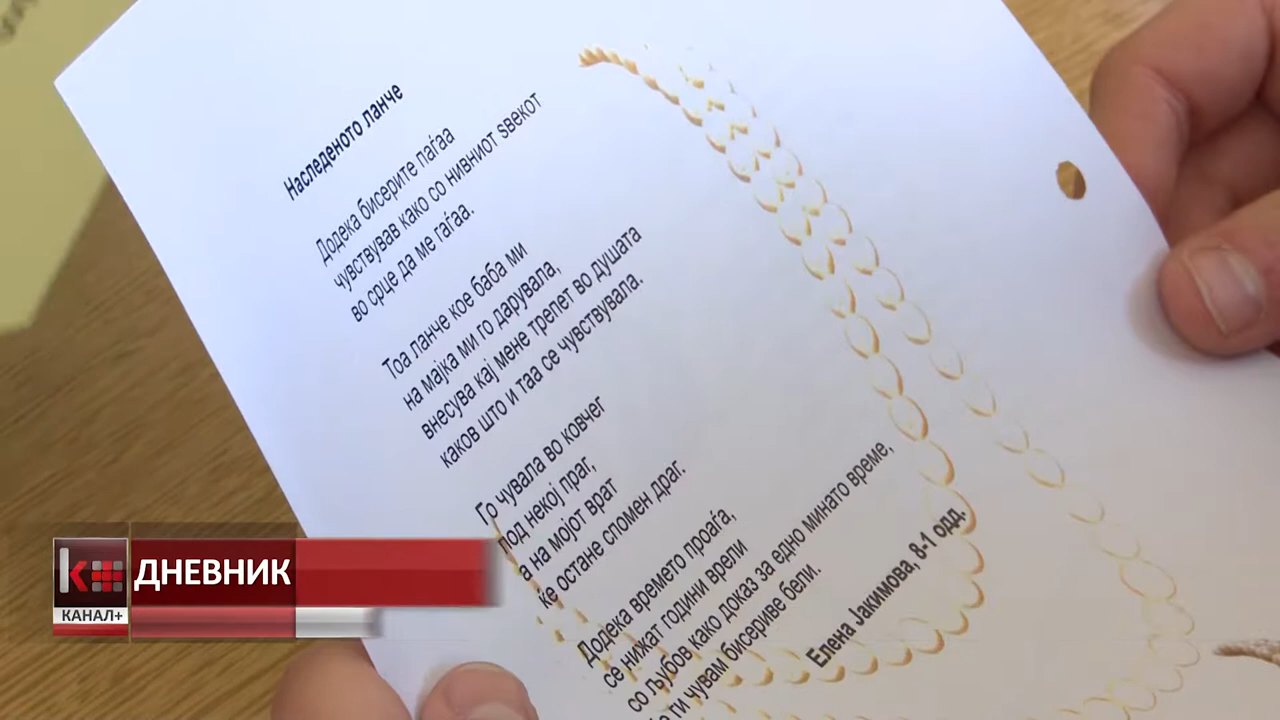 Наследеното ланче
Додека бисерите паѓаа
чувствував како со нивниот ѕвекот
во срце да ме гаѓаа.
Тоа ланче кое баба ми
на мајка ми го дарувала,
внесува кај мене трепет во душата
каков што и таа се чувствувала.
Го чувала во ковчег
под некој праг,
а на мојот врат
ќе остане спомен драг.
Додека времето проаѓа,
се нижат години врели
со љубов како доказ за едно минато време,
ќе ги чувам бисериве бели.
Елена Јакимова, 8-1 одд.
ДНЕВНИК
КАНАЛ+